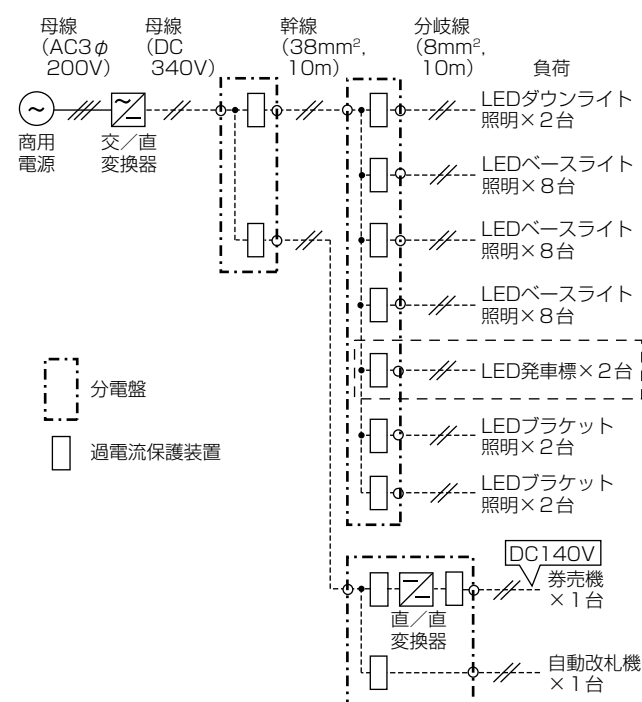 母線
（AC3φ
200V）
母線
（DC
340V）
幹線
（38mm²,
10m）
分岐線
（8mm²,
10m）
負荷
商用
電源
交／直
変換器
LEDダウンライト
照明×2台
LEDベースライト
照明×8台
LEDベースライト
照明×8台
LEDベースライト
照明×8台
LED発車標×2台
LEDブラケット
照明×2台
LEDブラケット
照明×2台
分電盤
過電流保護装置
DC140V
券売機
×1台
直／直
変換器
自動改札機
×1台